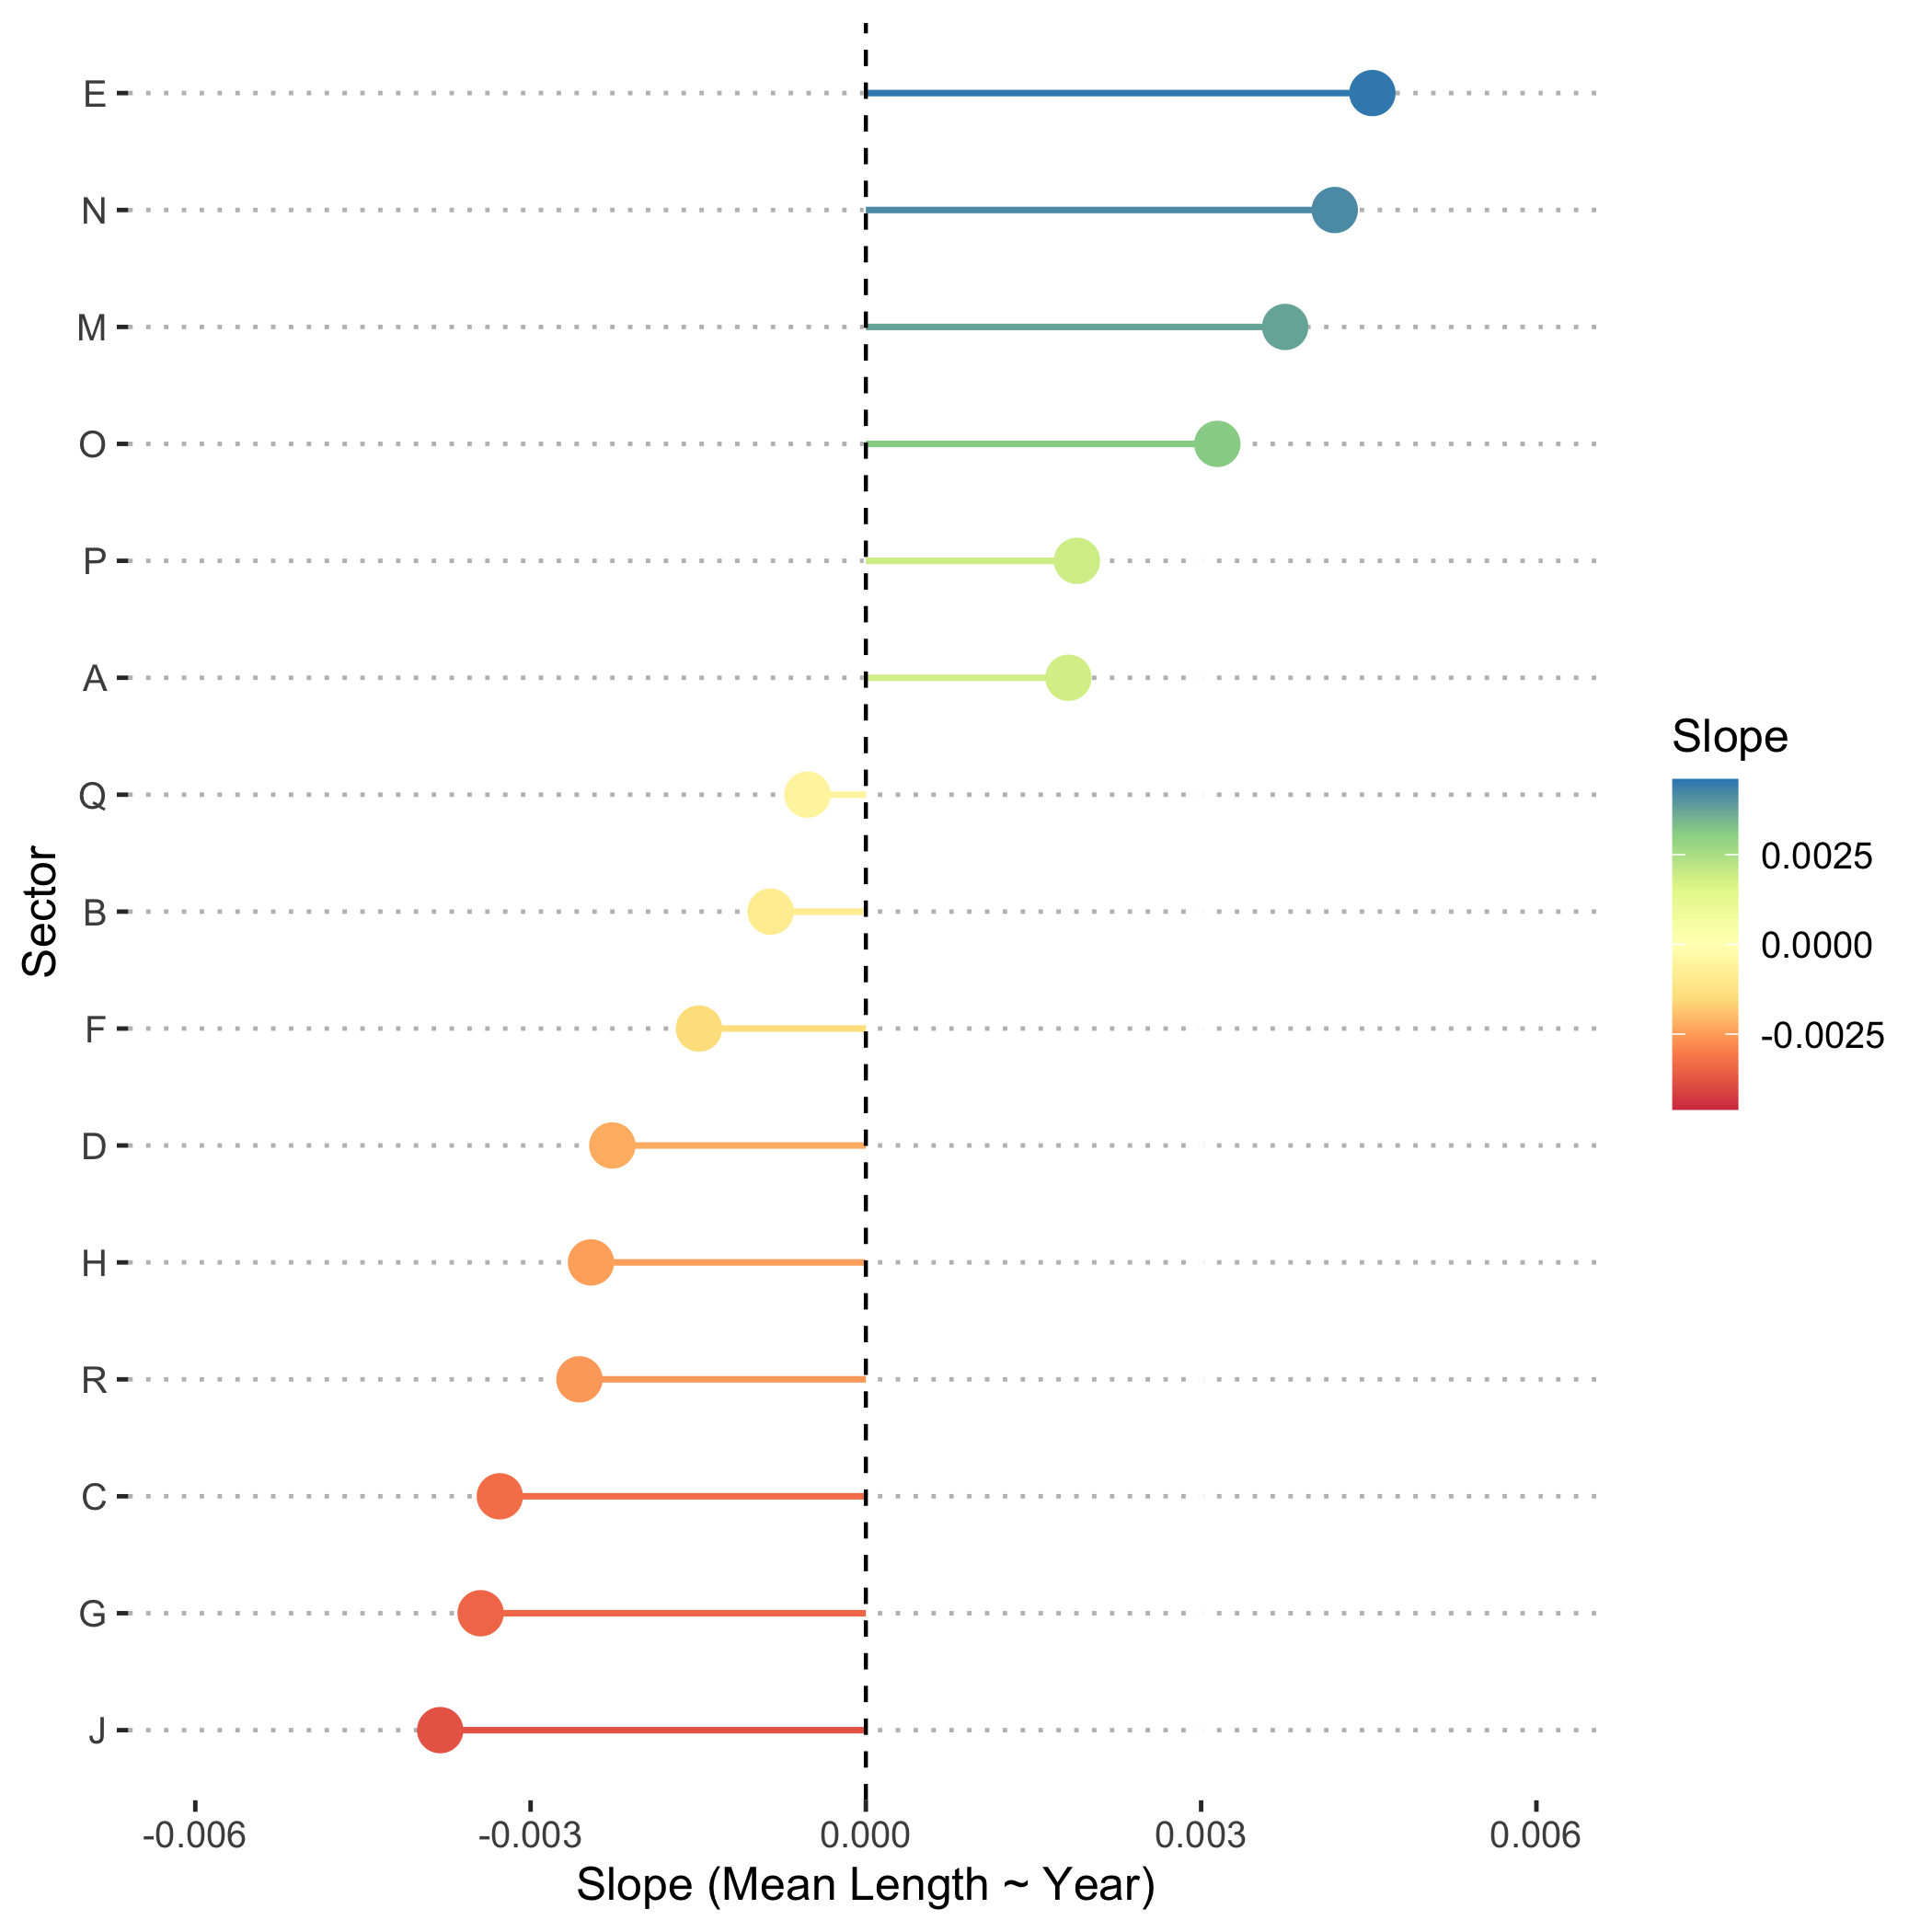 E
N
M
O
P
A
Q
B
F
D
H
R
C
G
J
Sector
-0.006 -0.003 0.000 0.003 0.006
Slope (Mean Length ~ Year)
Slope
0.0025
0.0000
-0.0025